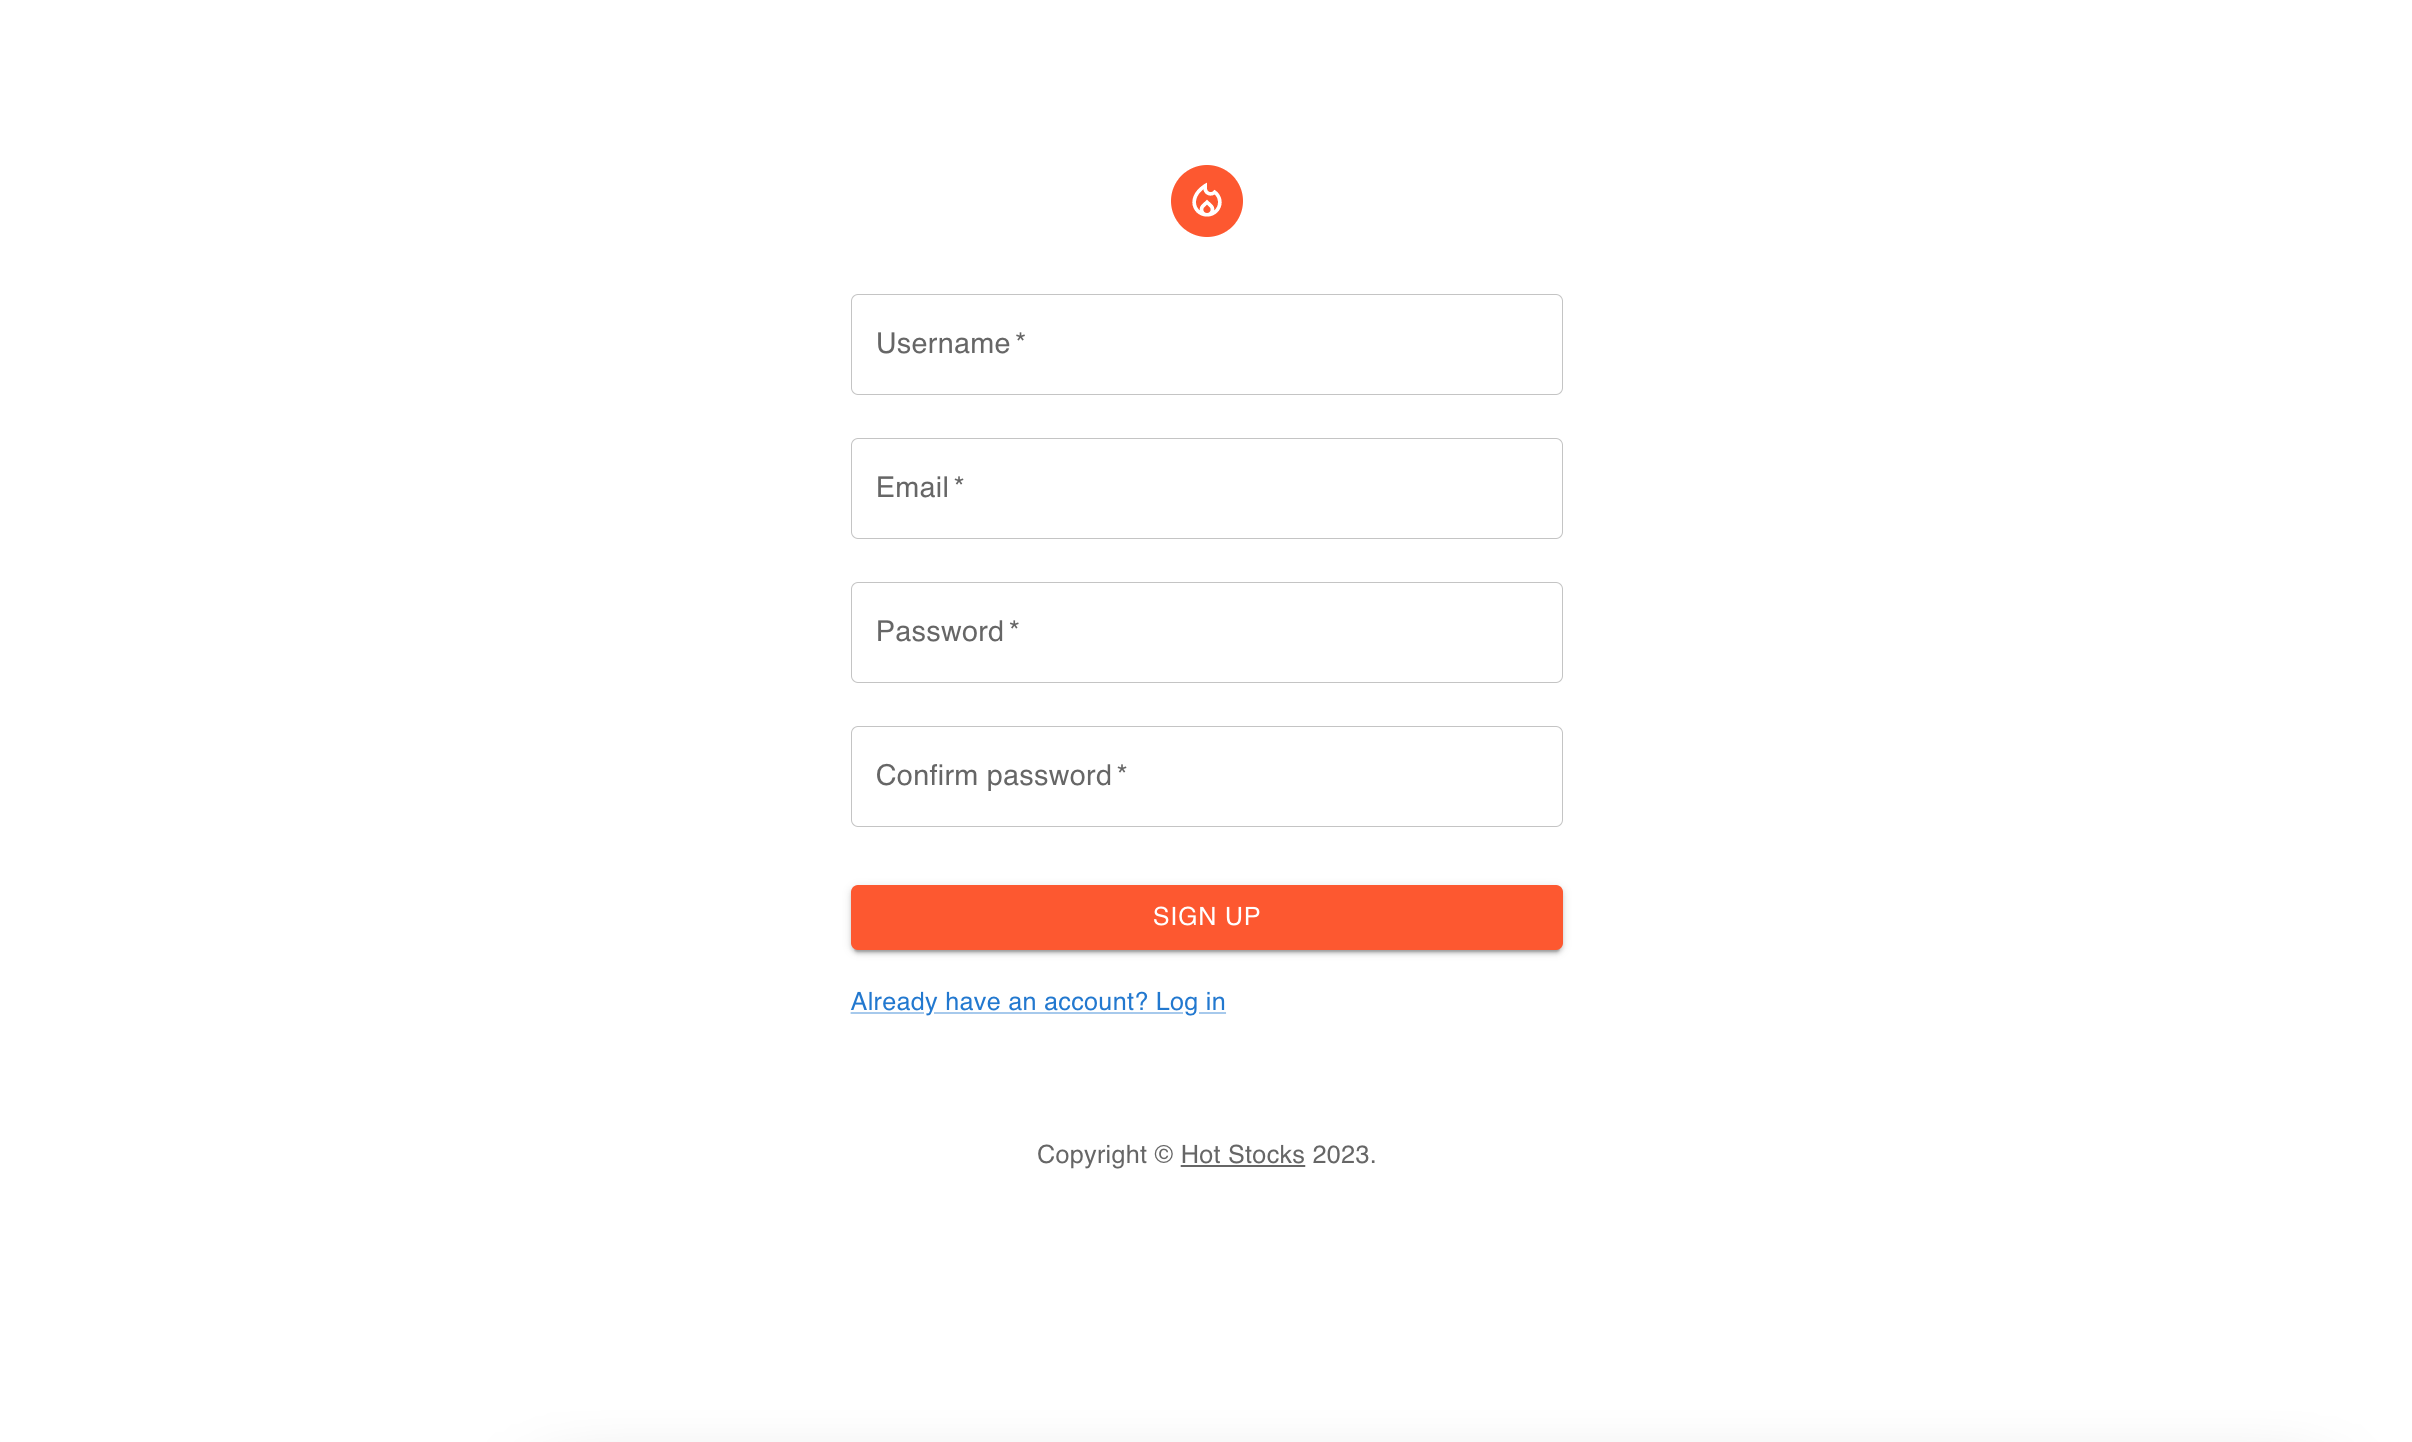 Username *
Email *
Password *
Confirm password *
SIGN UP
Already have an account? Log in
Copyright © Hot Stocks 2023.